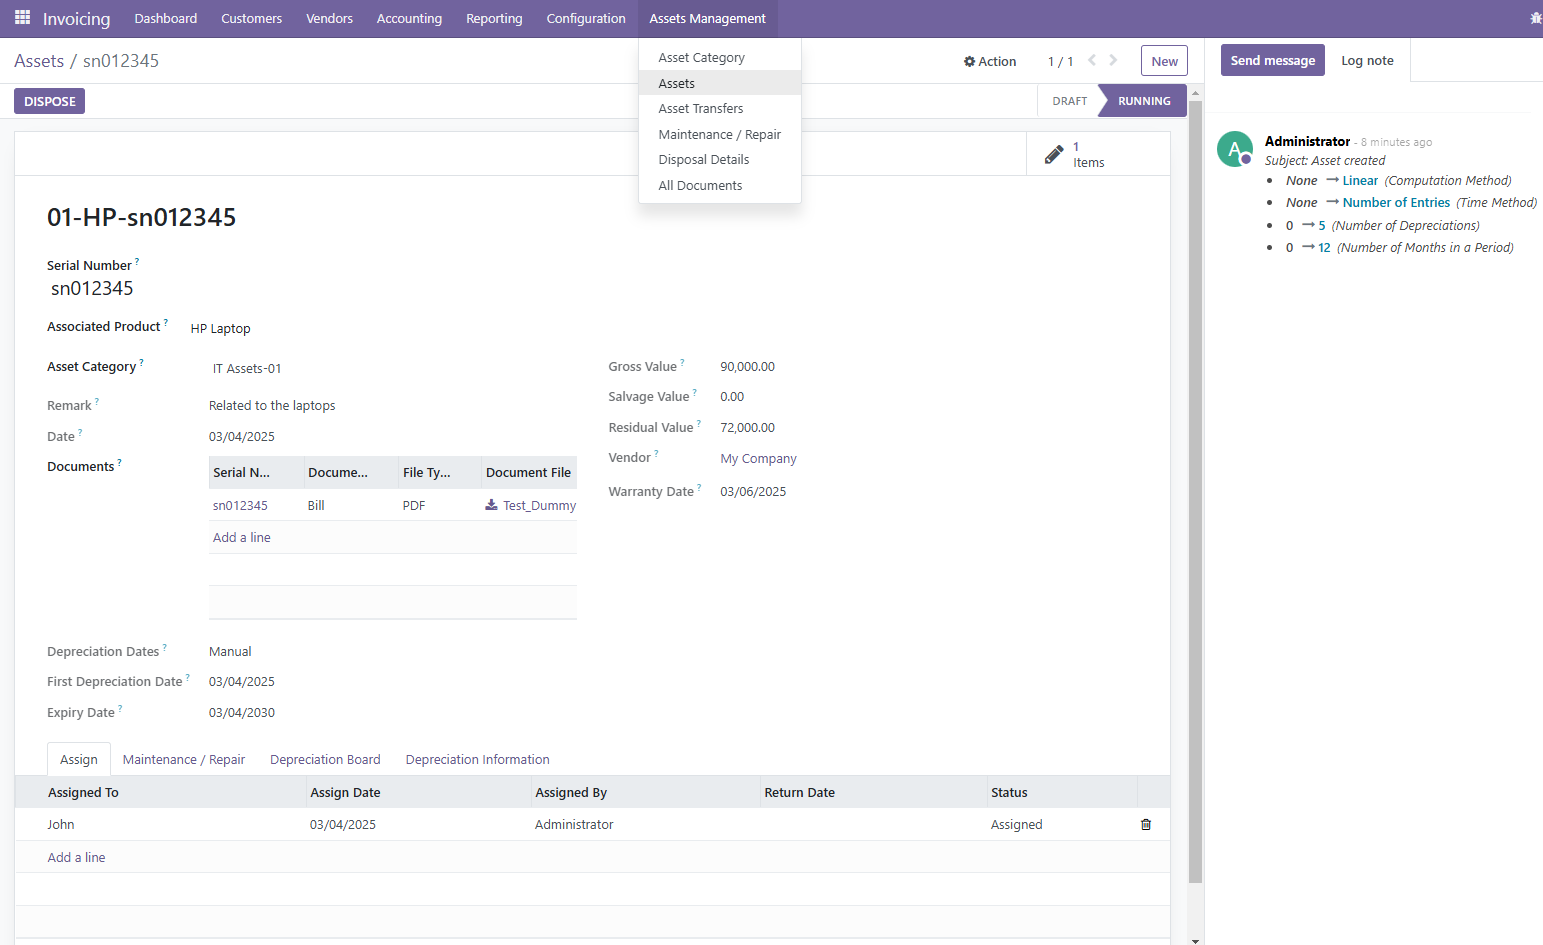 Invoicing Dashboard Customers Vendors Accounting Reporting Configuration Assets Management
Asset Category
Assets
Asset Transfers
Maintenance / Repair
Disposal Details
All Documents
Assets / sn012345
Action 1 / 1 New
DISPOSE
DRAFT RUNNING
1
Items
01-HP-sn012345
Serial Number ?
sn012345
Associated Product ? HP Laptop
Asset Category ? IT Assets-01
Remark ? Related to the laptops
Date ? 03/04/2025
Documents ?
Serial N... Docume... File Ty... Document File
sn012345 Bill PDF Test_Dummy
Add a line
Gross Value ? 90,000.00
Salvage Value ? 0.00
Residual Value ? 72,000.00
Vendor ? My Company
Warranty Date ? 03/06/2025
Depreciation Dates ? Manual
First Depreciation Date ? 03/04/2025
Expiry Date ? 03/04/2030
Assign Maintenance / Repair Depreciation Board Depreciation Information
Assigned To Assign Date Assigned By Return Date Status
John 03/04/2025 Administrator Assigned
Add a line
Send message Log note
A
Administrator - 8 minutes ago
Subject: Asset created
None → Linear (Computation Method)
None → Number of Entries (Time Method)
0 → 5 (Number of Depreciations)
0 → 12 (Number of Months in a Period)